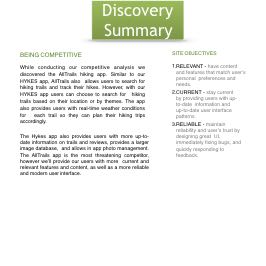 Discovery
Summary
BEING COMPETITIVE
While conducting our competitive analysis we
discovered the AllTrails hiking app. Similar to our
HYKES app, AllTrails also allows users to search for
hiking trails and track their hikes. However, with our
HYKES app users can choose to search for hiking
trails based on their location or by themes. The app
also provides users with real-time weather conditions
for each trail so they can plan their hiking trips
accordingly.
The Hykes app also provides users with more up-to-
date information on trails and reviews, provides a larger
image database, and allows in app photo management.
The AllTrails app is the most threatening competitor,
however we'll provide our users with more current and
relevant features and content, as well as a more reliable
and modern user interface.
SITE OBJECTIVES
1.RELEVANT - have content
and features that match user's
personal preferences and
needs.
2.CURRENT - stay current
by providing users with up-
to-date information and
up-to-date user interface
patterns.
3.RELIABLE - maintain
reliability and user's trust by
designing great UI,
immediately fixing bugs, and
quickly responding to
feedback.